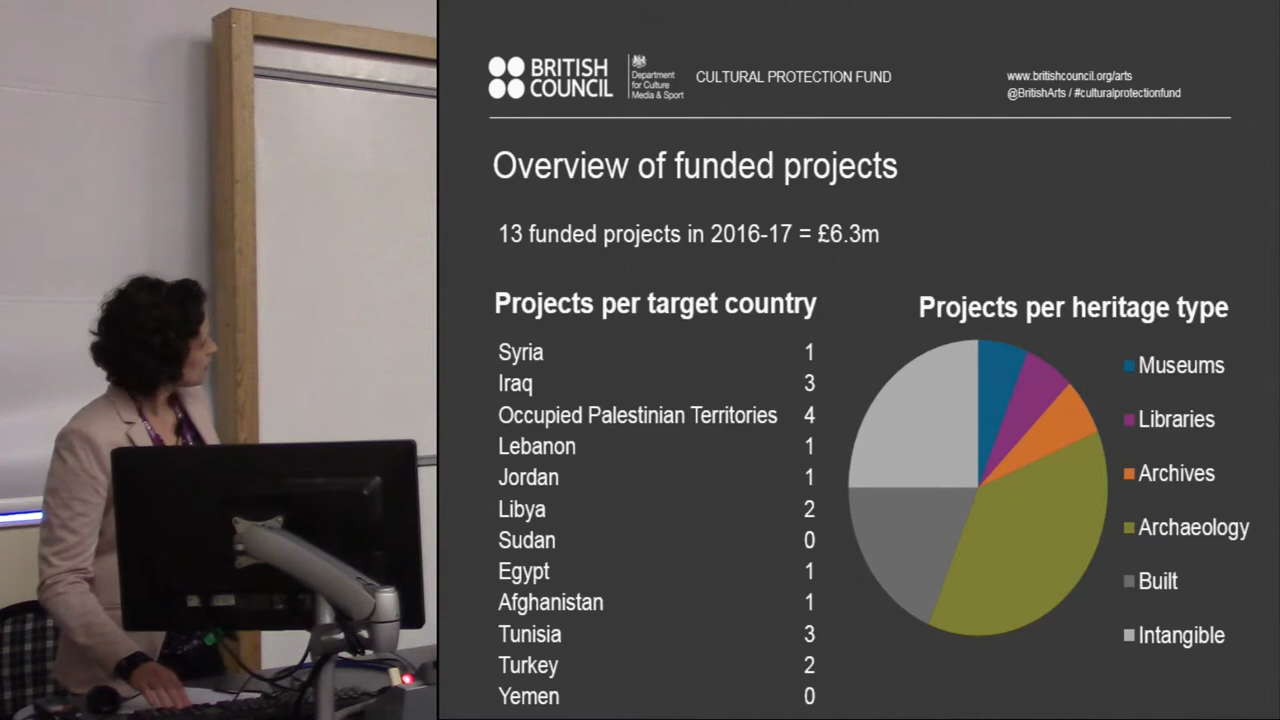 BRITISH
COUNCIL
Department
for Culture
Media & Sport
CULTURAL PROTECTION FUND
www.britishcouncil.org/arts
@BritishArts / #culturalprotectionfund
Overview of funded projects
13 funded projects in 2016-17 = £6.3m
Projects per target country
Syria 1
Iraq 3
Occupied Palestinian Territories 4
Lebanon 1
Jordan 1
Libya 2
Sudan 0
Egypt 1
Afghanistan 1
Tunisia 3
Turkey 2
Yemen 0
Projects per heritage type
Museums
Libraries
Archives
Archaeology
Built
Intangible